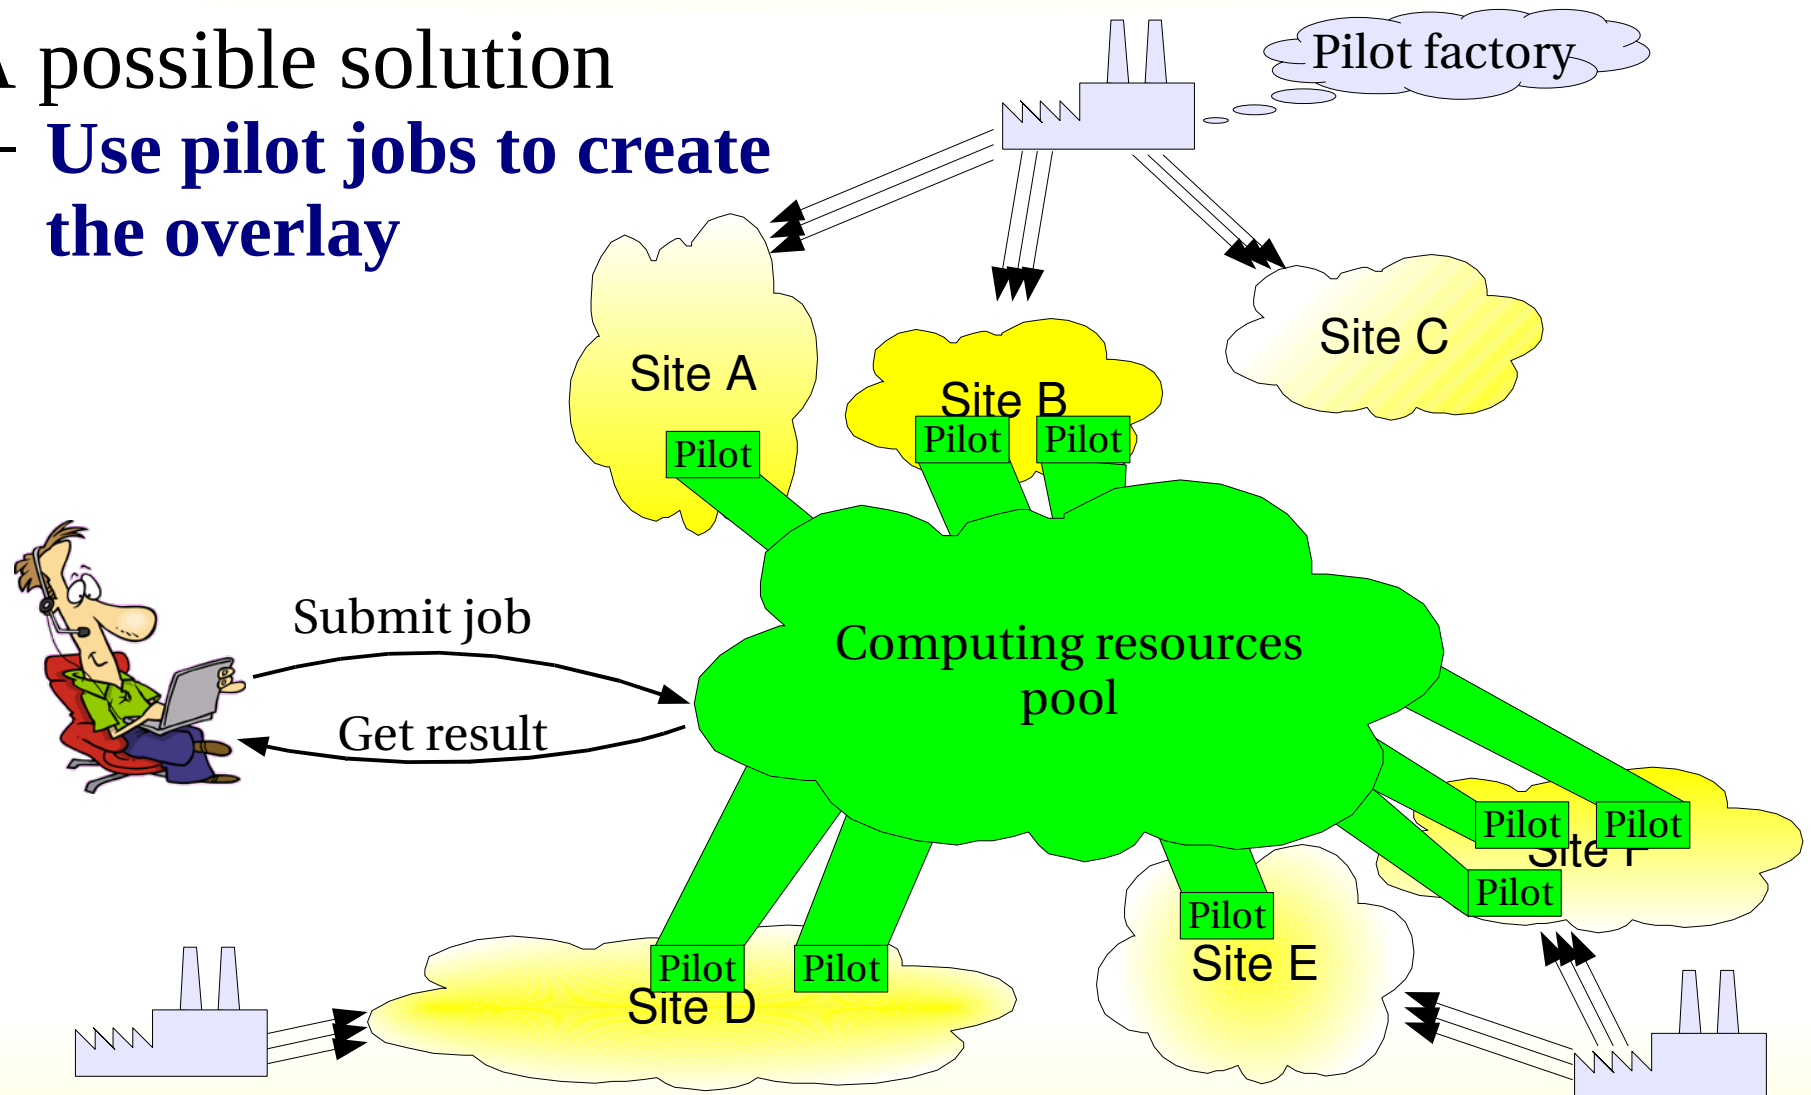 A possible solution
– Use pilot jobs to create
the overlay
Pilot factory
Site A
Site B
Site C
Pilot
Pilot
Pilot
Submit job
Get result
Computing resources
pool
Pilot
Pilot
Site F
Pilot
Pilot
Site E
Pilot
Pilot
Site D